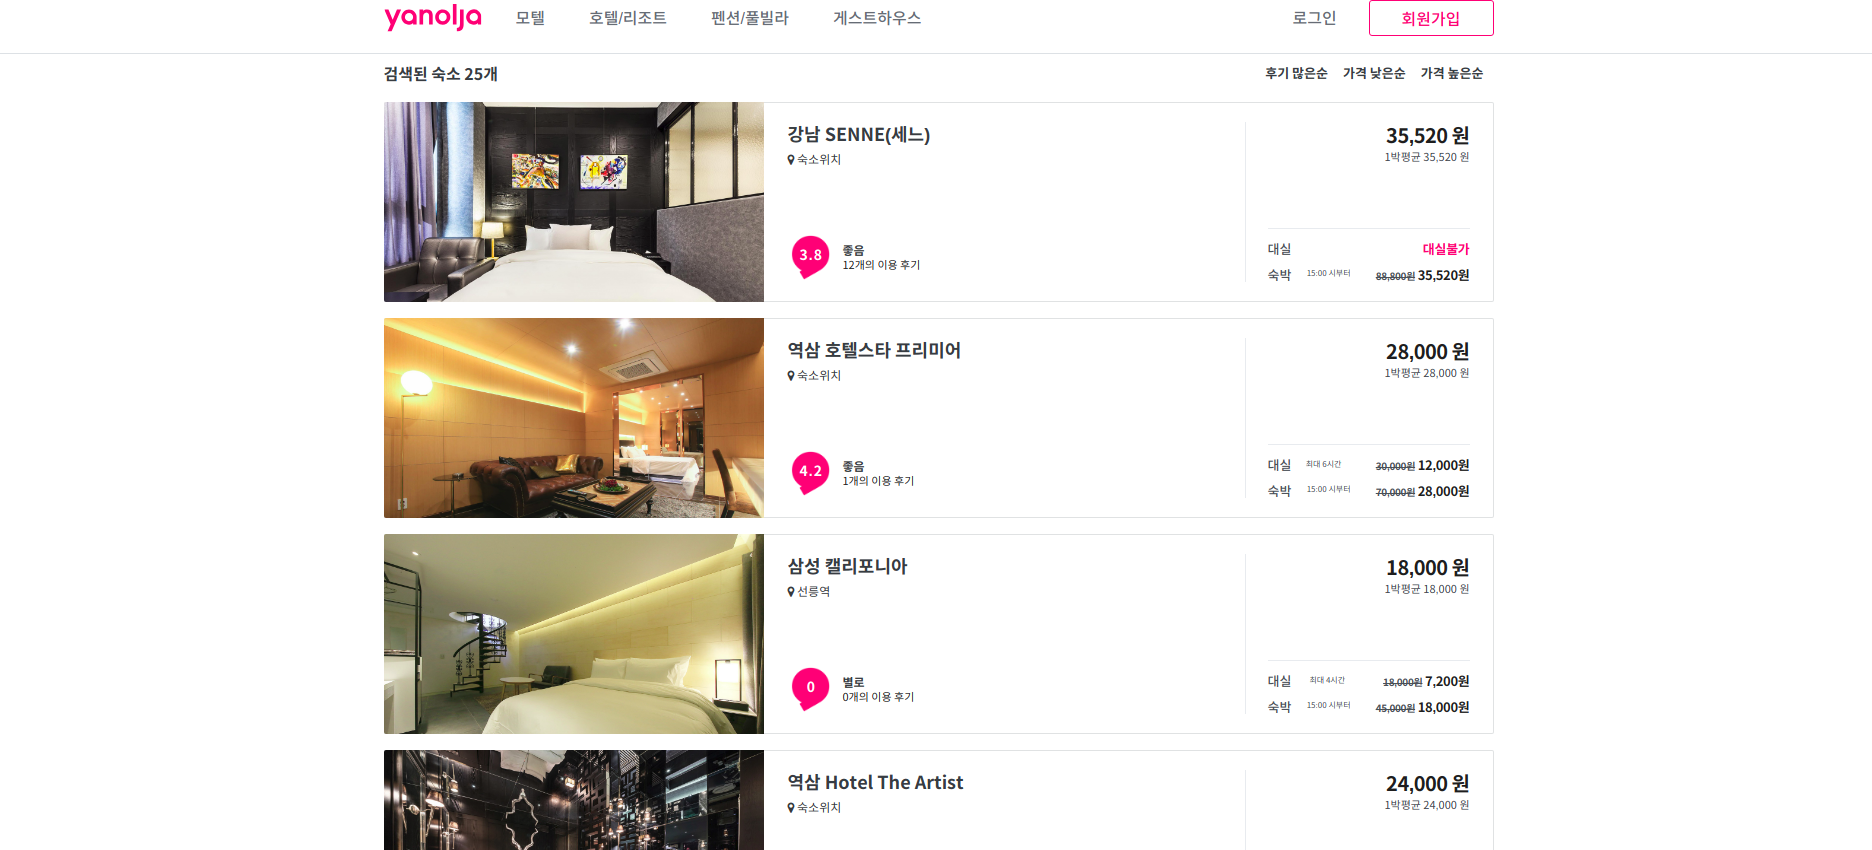 yanolja 모텔 호텔/리조트 펜션/풀빌라 게스트하우스 로그인 회원가입
검색된 숙소 25개 후기 많은순 가격 낮은순 가격 높은순
강남 SENNE(세느)
숙소위치
3.8 좋음
12개의 이용 후기
35,520 원
1박평균 35,520 원
대실 대실불가
숙박 15:00 시부터 88,800원 35,520원
역삼 호텔스타 프리미어
숙소위치
4.2 좋음
1개의 이용 후기
28,000 원
1박평균 28,000 원
대실 최대 6시간 30,000원 12,000원
숙박 15:00 시부터 70,000원 28,000원
삼성 캘리포니아
선릉역
0 별로
0개의 이용 후기
18,000 원
1박평균 18,000 원
대실 최대 4시간 18,000원 7,200원
숙박 15:00 시부터 45,000원 18,000원
역삼 Hotel The Artist
숙소위치
24,000 원
1박평균 24,000 원